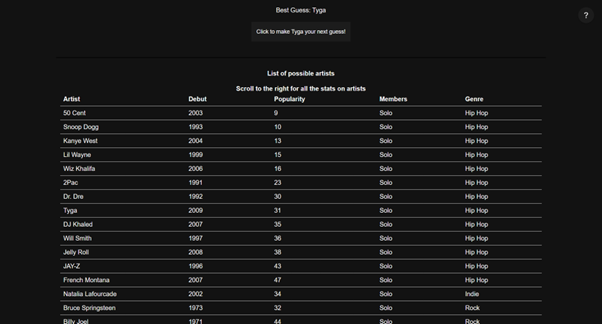 Best Guess: Tyga
?
Click to make Tyga your next guess!
List of possible artists
Scroll to the right for all the stats on artists
Artist Debut Popularity Members Genre
50 Cent 2003 9 Solo Hip Hop
Snoop Dogg 1993 10 Solo Hip Hop
Kanye West 2004 13 Solo Hip Hop
Lil Wayne 1999 15 Solo Hip Hop
Wiz Khalifa 2006 16 Solo Hip Hop
2Pac 1991 23 Solo Hip Hop
Dr. Dre 1992 30 Solo Hip Hop
Tyga 2009 31 Solo Hip Hop
DJ Khaled 2007 35 Solo Hip Hop
Will Smith 1997 36 Solo Hip Hop
Jelly Roll 2008 38 Solo Hip Hop
JAY-Z 1996 43 Solo Hip Hop
French Montana 2007 47 Solo Hip Hop
Natalia Lafourcade 2002 34 Solo Indie
Bruce Springsteen 1973 32 Solo Rock
Billy Joel 1971 44 Solo Rock